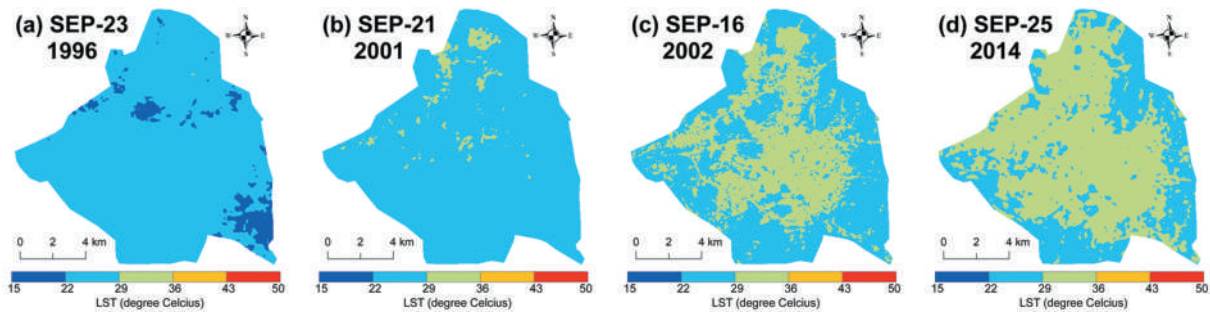 (a) SEP-23
1996
N
W E
S
0 2 4 km
15 22 29 36 43 50
LST (degree Celcius)
(b) SEP-21
2001
N
W E
S
0 2 4 km
15 22 29 36 43 50
LST (degree Celcius)
(c) SEP-16
2002
N
W E
S
0 2 4 km
15 22 29 36 43 50
LST (degree Celcius)
(d) SEP-25
2014
N
W E
S
0 2 4 km
15 22 29 36 43 50
LST (degree Celcius)